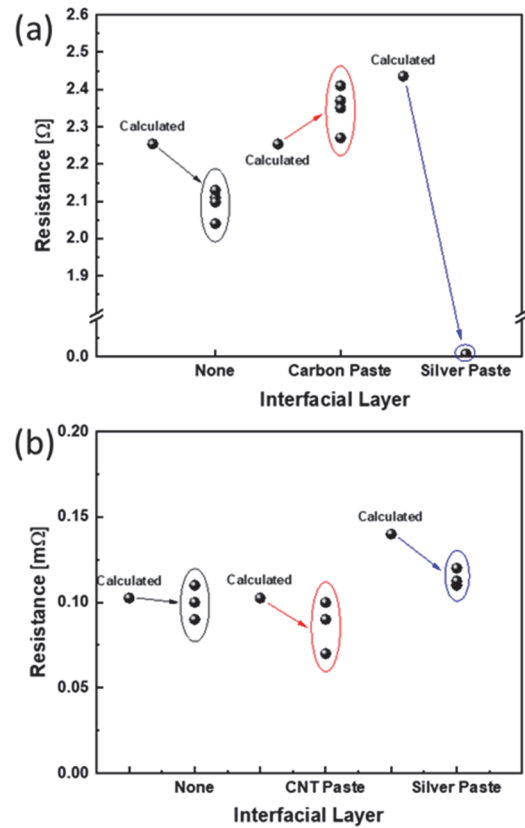 (a)
2.6
2.5
2.4
2.3
2.2
2.1
2.0
1.9
0.0
Resistance [Ω]
Calculated
Calculated
Calculated
None Carbon Paste Silver Paste
Interfacial Layer
(b)
0.20
0.15
0.10
0.05
0.00
Resistance [mΩ]
Calculated
Calculated
Calculated
None CNT Paste Silver Paste
Interfacial Layer